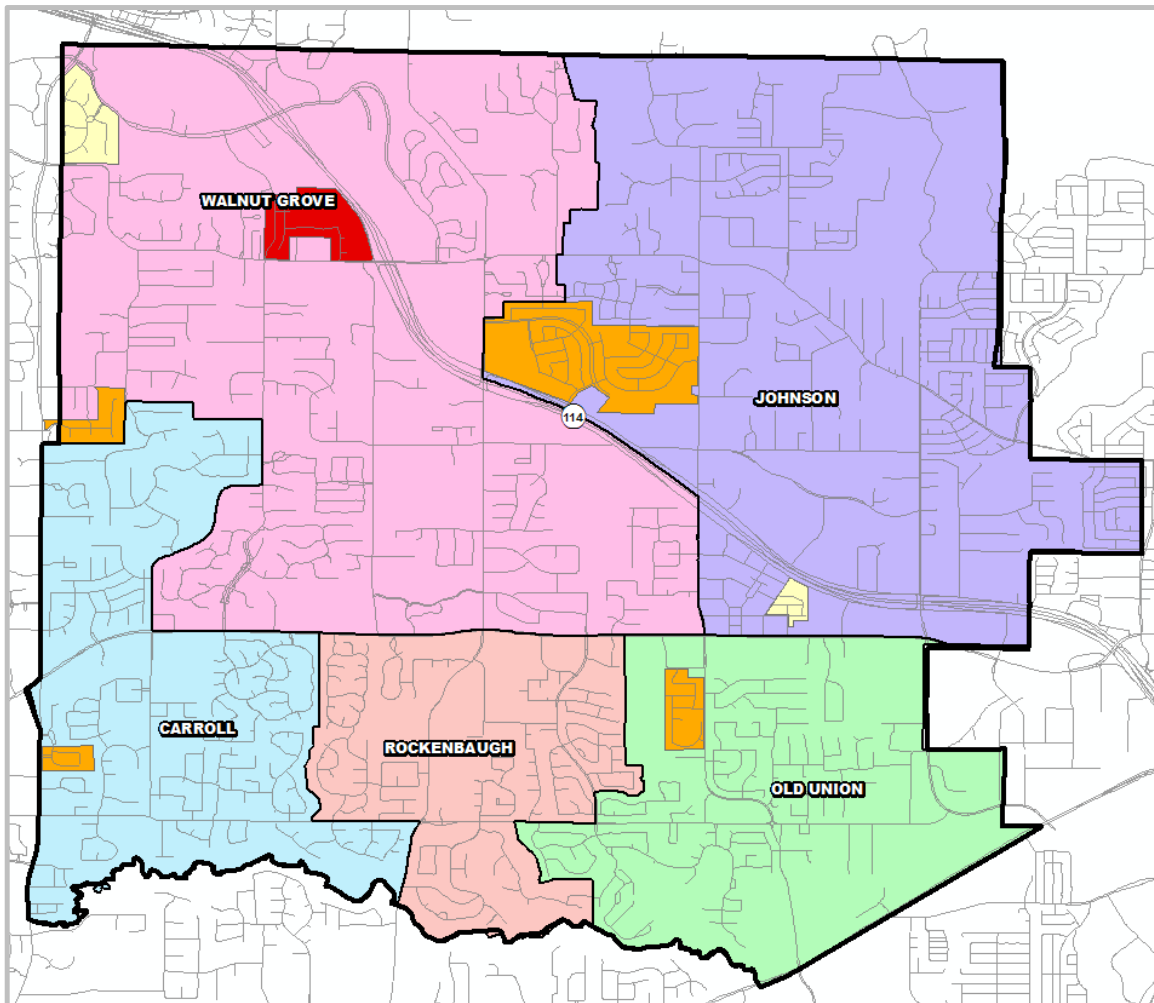 WALNUT GROVE
JOHNSON
114
CARROLL
ROCKENBAUGH
OLD UNION